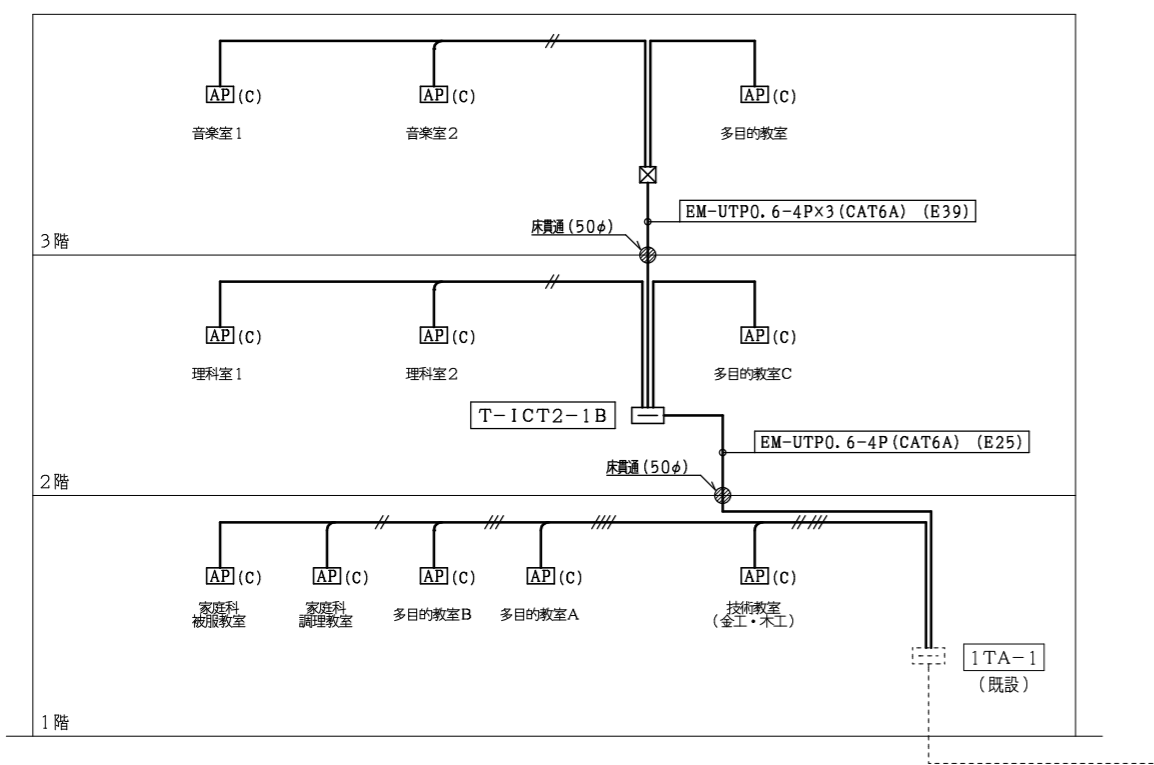 AP (C)
AP (C)
AP (C)
音楽室1
音楽室2
多目的教室
EM-UTP0.6-4P×3(CAT6A) (E39)
床貫通(50φ)
3階
AP (C)
AP (C)
AP (C)
理科室1
理科室2
多目的教室C
T-ICT2-1B
EM-UTP0.6-4P(CAT6A) (E25)
床貫通(50φ)
2階
AP (C)
AP (C)
AP (C)
AP (C)
AP (C)
家庭科
被服教室
家庭科
調理教室
多目的教室B
多目的教室A
技術教室
(金工・木工)
1TA-1
(既設)
1階